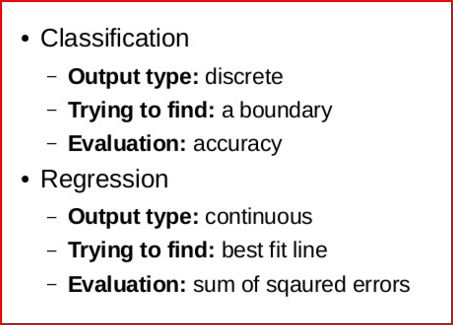 • Classification
– Output type: discrete
– Trying to find: a boundary
– Evaluation: accuracy
• Regression
– Output type: continuous
– Trying to find: best fit line
– Evaluation: sum of sqaured errors